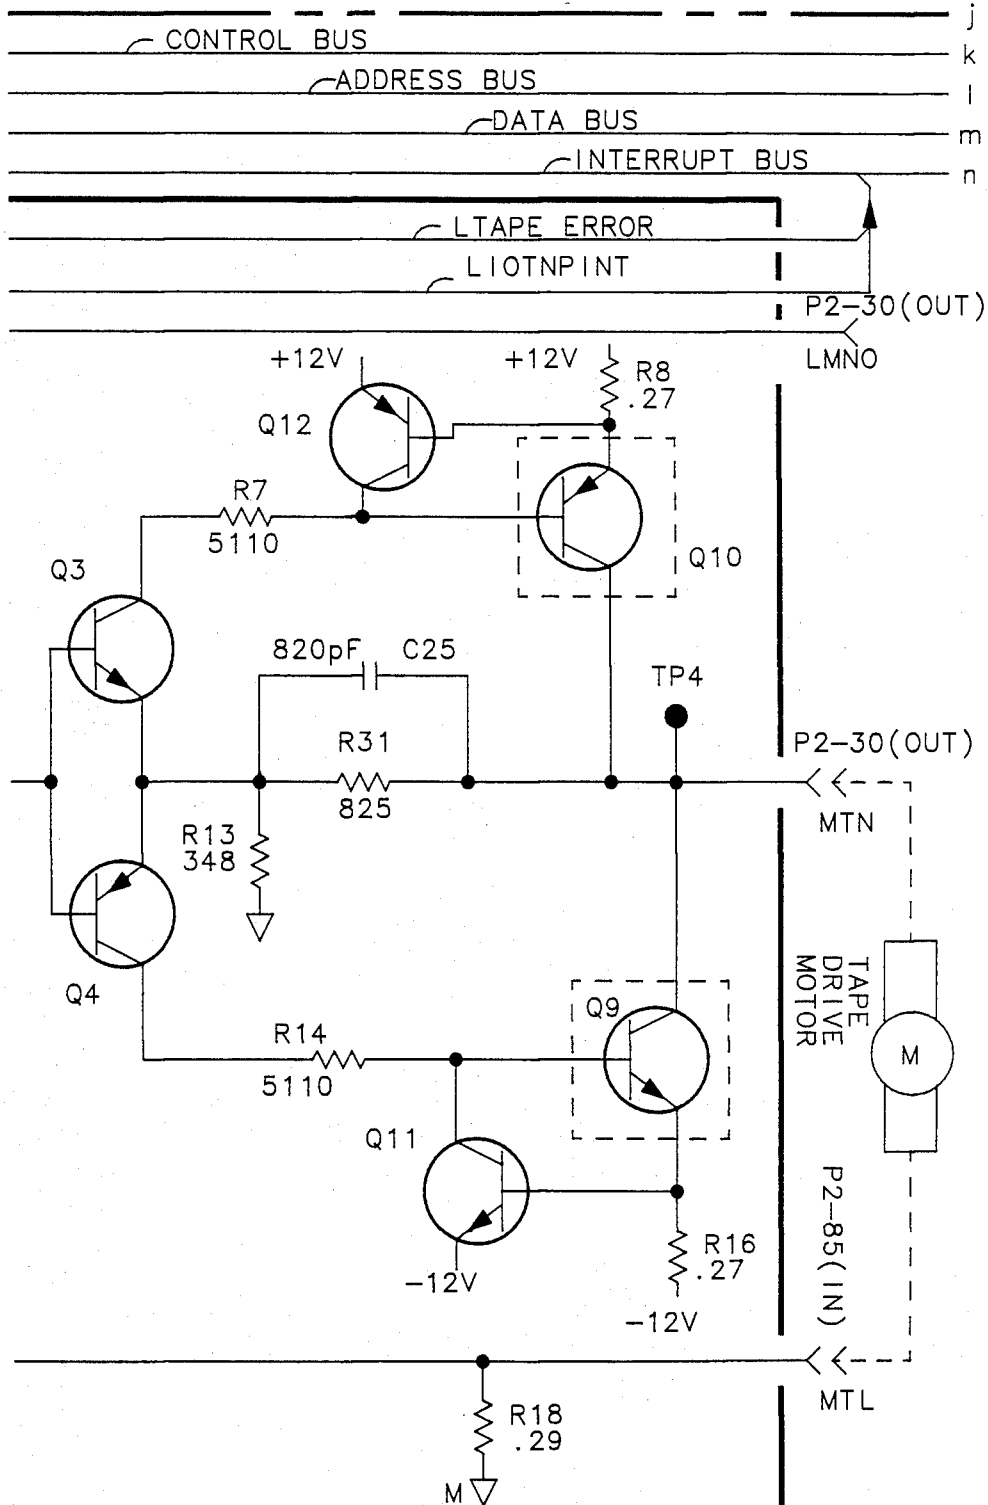 j
CONTROL BUS
k
ADDRESS BUS
l
DATA BUS
m
INTERRUPT BUS
n
LTAPE ERROR
LIOTNPINT
P2-30(OUT)
LMNO
+12V
+12V
R8
.27
Q12
R7
5110
Q10
Q3
820pF
C25
TP4
R31
825
P2-30(OUT)
MTN
R13
348
Q4
TAPE
DRIVE
MOTOR
M
Q9
R14
5110
Q11
P2-85(IN)
R16
.27
-12V
-12V
MTL
R18
.29
M